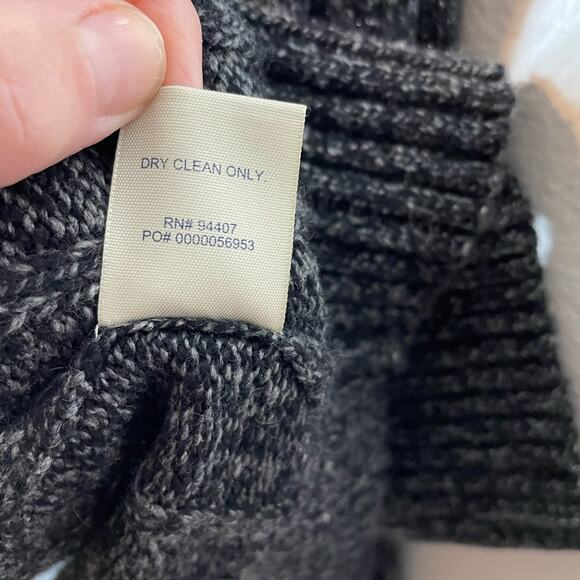 DRY CLEAN ONLY.
RN# 94407
PO# 0000056953